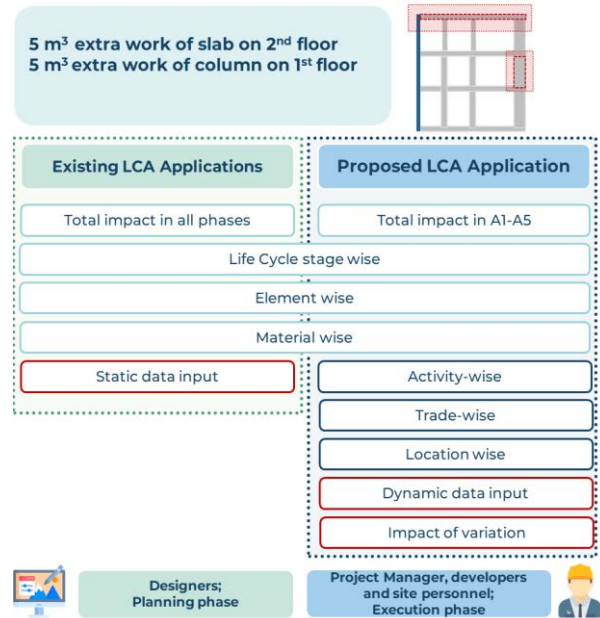 5 m³ extra work of slab on 2ⁿᵈ floor
5 m³ extra work of column on 1ˢᵗ floor
Existing LCA Applications
Proposed LCA Application
Total impact in all phases
Total impact in A1-A5
Life Cycle stage wise
Element wise
Material wise
Static data input
Activity-wise
Trade-wise
Location wise
Dynamic data input
Impact of variation
Designers;
Planning phase
Project Manager, developers
and site personnel;
Execution phase